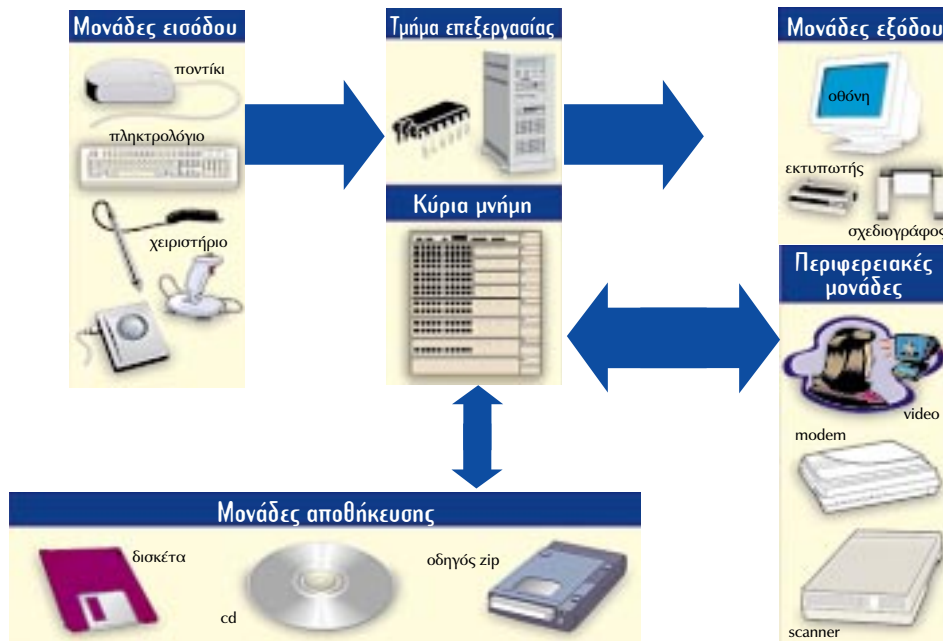 Μονάδες εισόδου
ποντίκι
πληκτρολόγιο
χειριστήριο
Τμήμα επεξεργασίας
Κύρια μνήμη
Μονάδες εξόδου
οθόνη
εκτυπωτής
σχεδιογράφος
Περιφερειακές
μονάδες
video
modem
scanner
Μονάδες αποθήκευσης
δισκέτα
cd
οδηγός zip